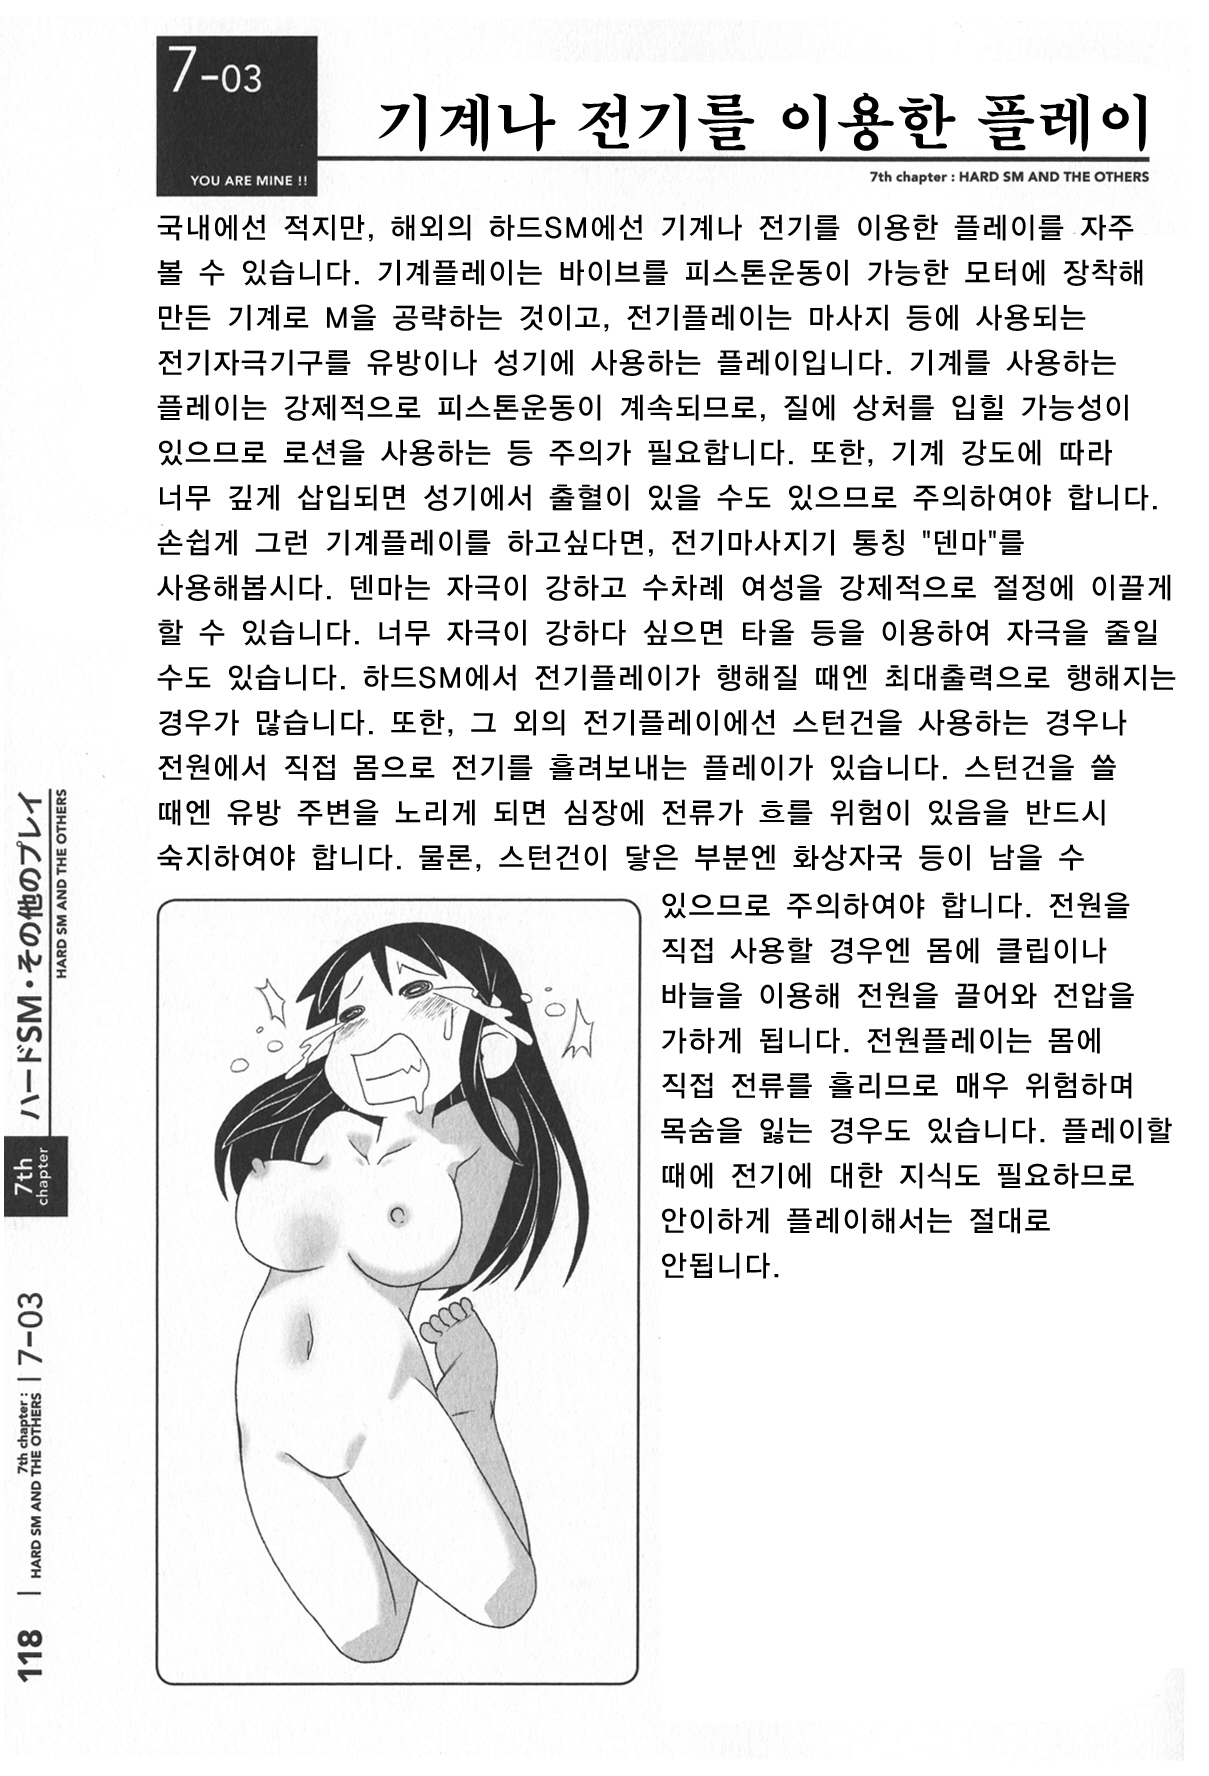 7-03
YOU ARE MINE !!
기계나 전기를 이용한 플레이
7th chapter : HARD SM AND THE OTHERS
국내에선 적지만, 해외의 하드SM에선 기계나 전기를 이용한 플레이를 자주
볼 수 있습니다. 기계플레이는 바이브를 피스톤운동이 가능한 모터에 장착해
만든 기계로 M을 공략하는 것이고, 전기플레이는 마사지 등에 사용되는
전기자극기구를 유방이나 성기에 사용하는 플레이입니다. 기계를 사용하는
플레이는 강제적으로 피스톤운동이 계속되므로, 질에 상처를 입힐 가능성이
있으므로 로션을 사용하는 등 주의가 필요합니다. 또한, 기계 강도에 따라
너무 깊게 삽입되면 성기에서 출혈이 있을 수도 있으므로 주의하여야 합니다.
손쉽게 그런 기계플레이를 하고싶다면, 전기마사지기 통칭 "덴마"를
사용해봅시다. 덴마는 자극이 강하고 수차례 여성을 강제적으로 절정에 이끌게
할 수 있습니다. 너무 자극이 강하다 싶으면 타올 등을 이용하여 자극을 줄일
수도 있습니다. 하드SM에서 전기플레이가 행해질 때엔 최대출력으로 행해지는
경우가 많습니다. 또한, 그 외의 전기플레이에선 스턴건을 사용하는 경우나
전원에서 직접 몸으로 전기를 흘려보내는 플레이가 있습니다. 스턴건을 쓸
때엔 유방 주변을 노리게 되면 심장에 전류가 흐를 위험이 있음을 반드시
숙지하여야 합니다. 물론, 스턴건이 닿은 부분엔 화상자국 등이 남을 수
있으므로 주의하여야 합니다. 전원을
직접 사용할 경우엔 몸에 클립이나
바늘을 이용해 전원을 끌어와 전압을
가하게 됩니다. 전원플레이는 몸에
직접 전류를 흘리므로 매우 위험하며
목숨을 잃는 경우도 있습니다. 플레이할
때에 전기에 대한 지식도 필요하므로
안이하게 플레이해서는 절대로
안됩니다.
ハードSM・その他のプレイ
HARD SM AND THE OTHERS
7th
chapter
7-03
7th chapter :
HARD SM AND THE OTHERS
118